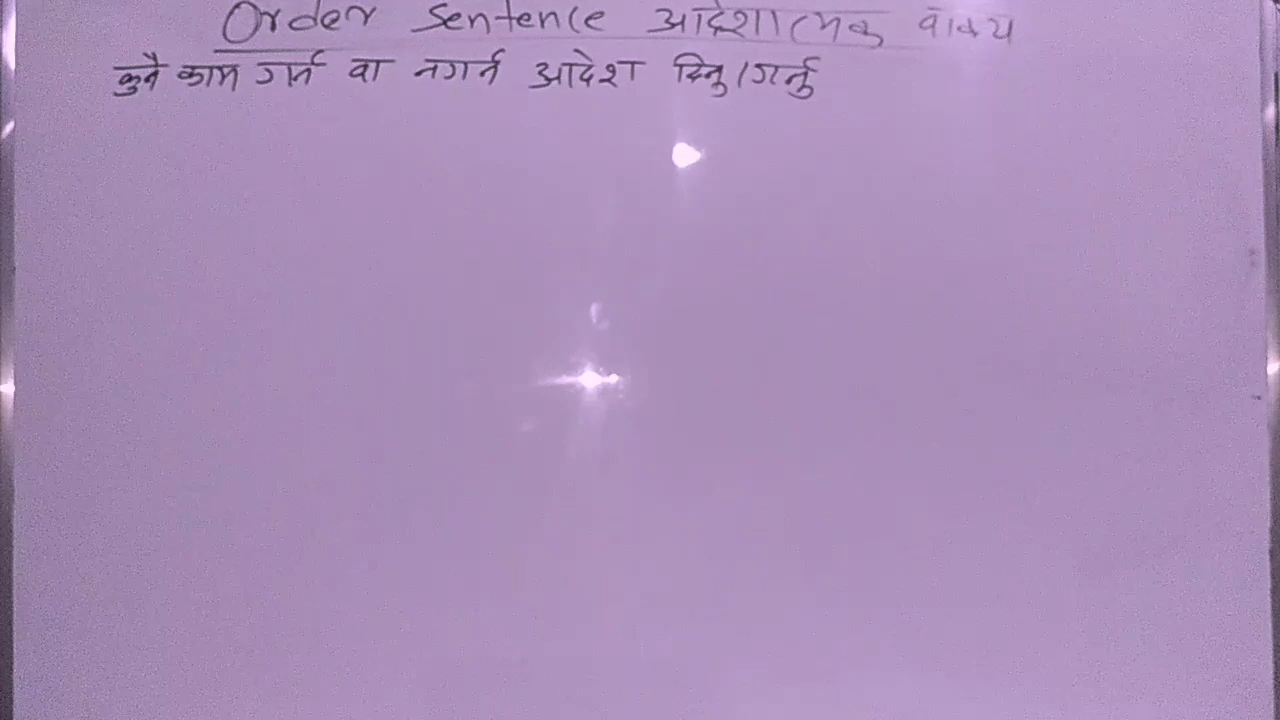 Order Sentence आदेशात्मक वाक्य
कुनै काम गर्न वा नगर्न आदेश दिनु/गर्नु